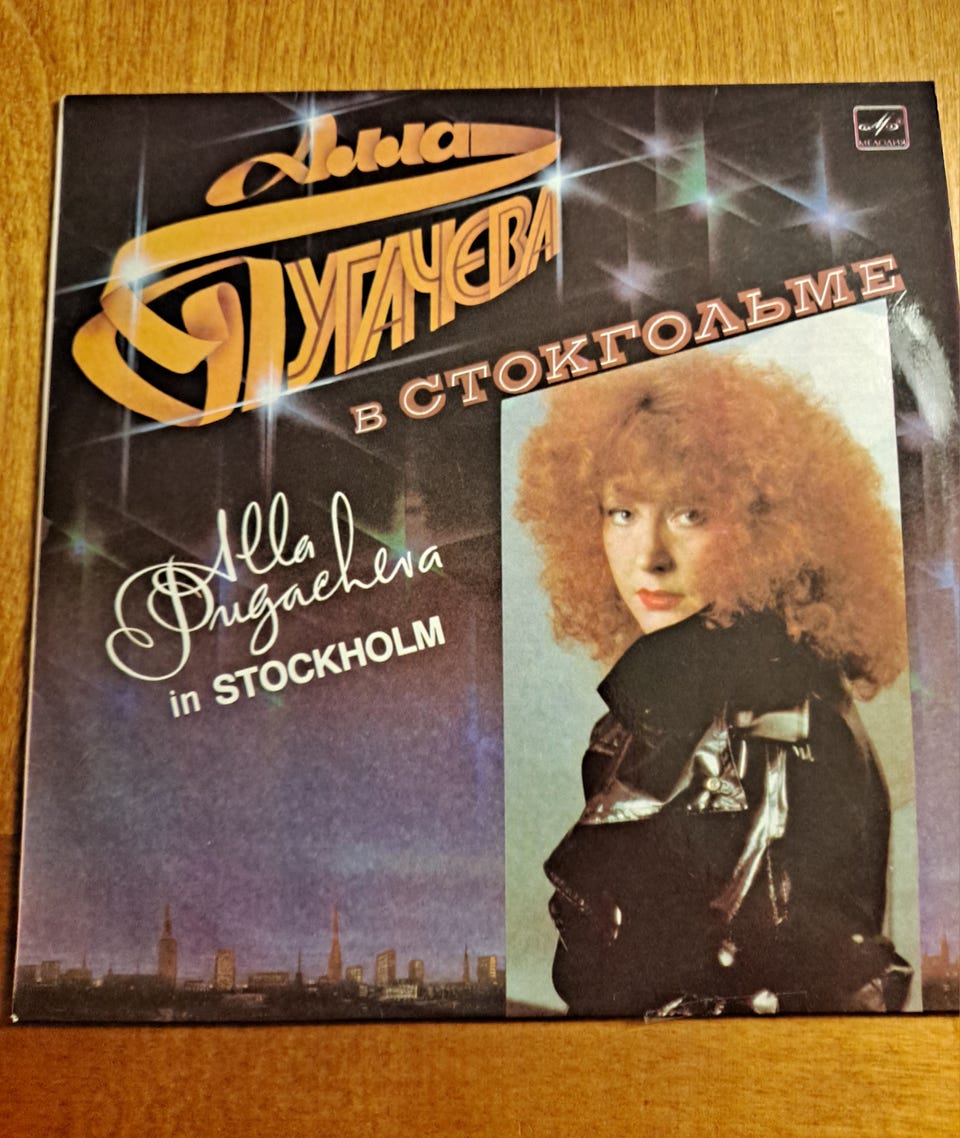 Алла
Пугачева
в СТОКГОЛЬМЕ
МЕЛОДИЯ
Alla
Pugacheva
in STOCKHOLM